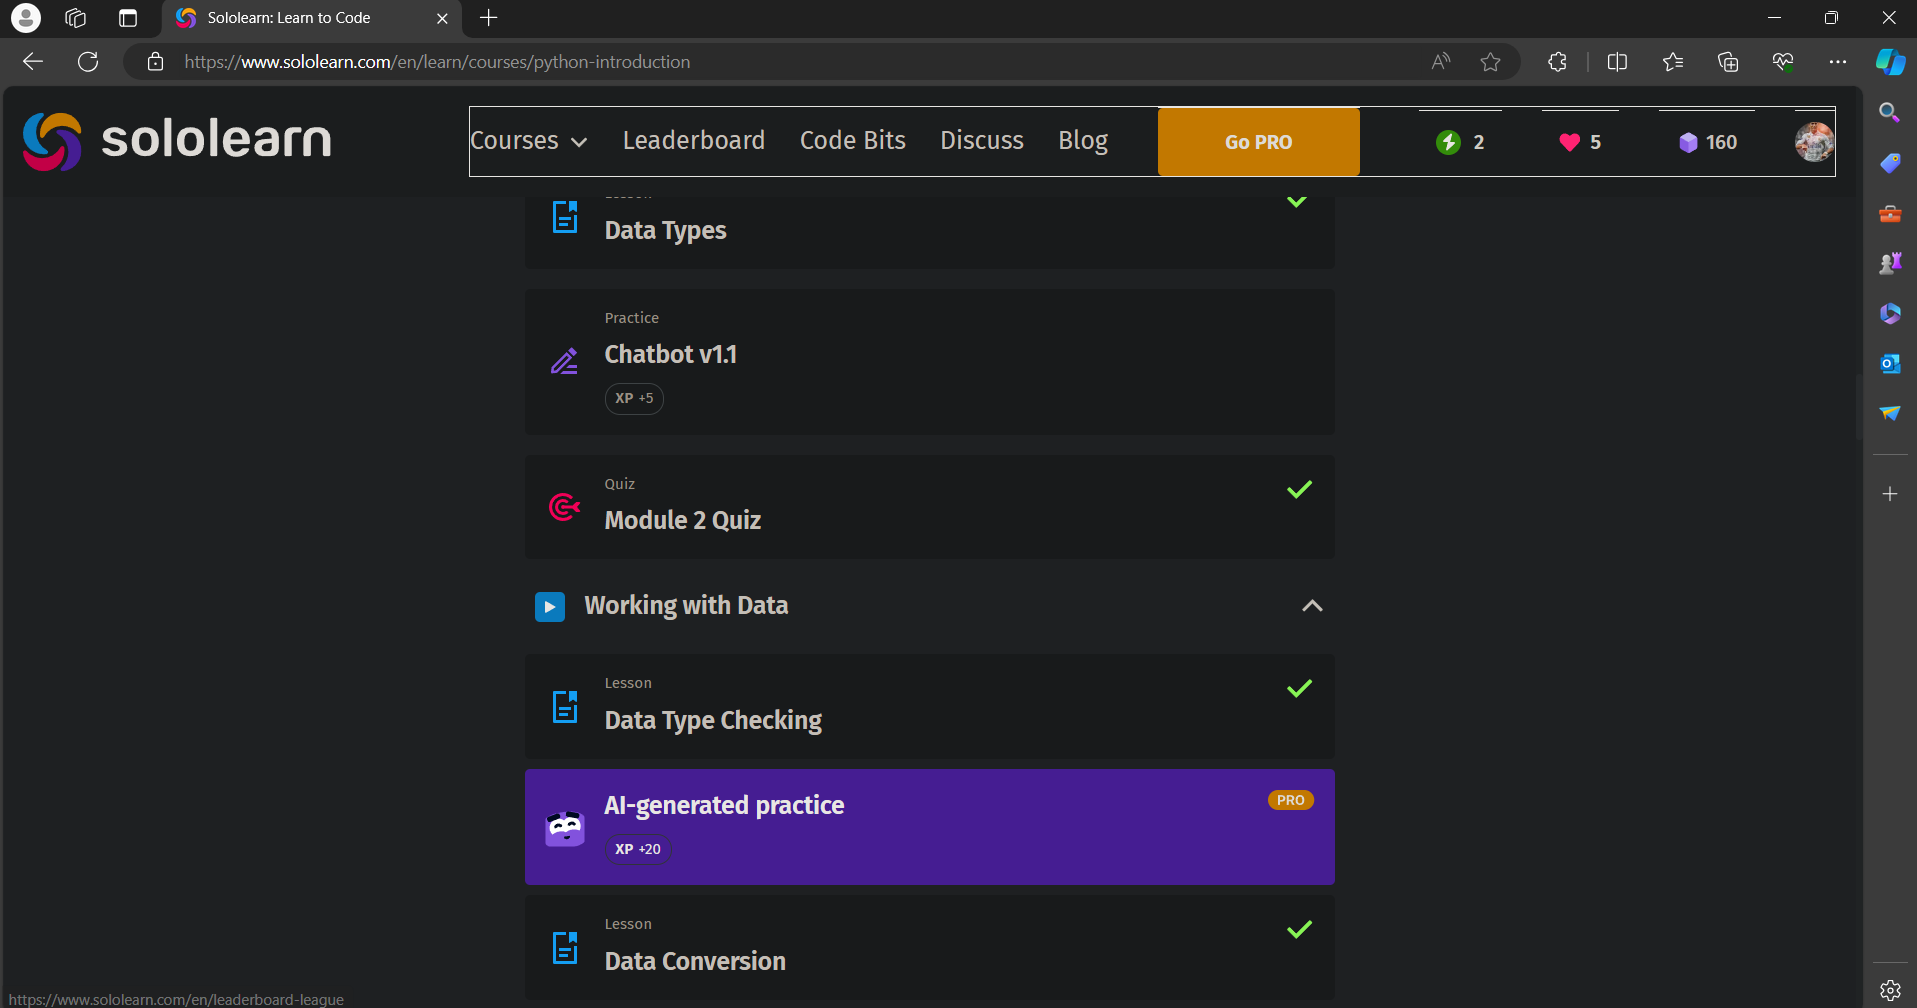 Sololearn: Learn to Code
https://www.sololearn.com/en/learn/courses/python-introduction
sololearn
Courses
Leaderboard
Code Bits
Discuss
Blog
Go PRO
2
5
160
Data Types
Practice
Chatbot v1.1
XP +5
Quiz
Module 2 Quiz
Working with Data
Lesson
Data Type Checking
AI-generated practice
PRO
XP +20
Lesson
Data Conversion
https://www.sololearn.com/en/leaderboard-league